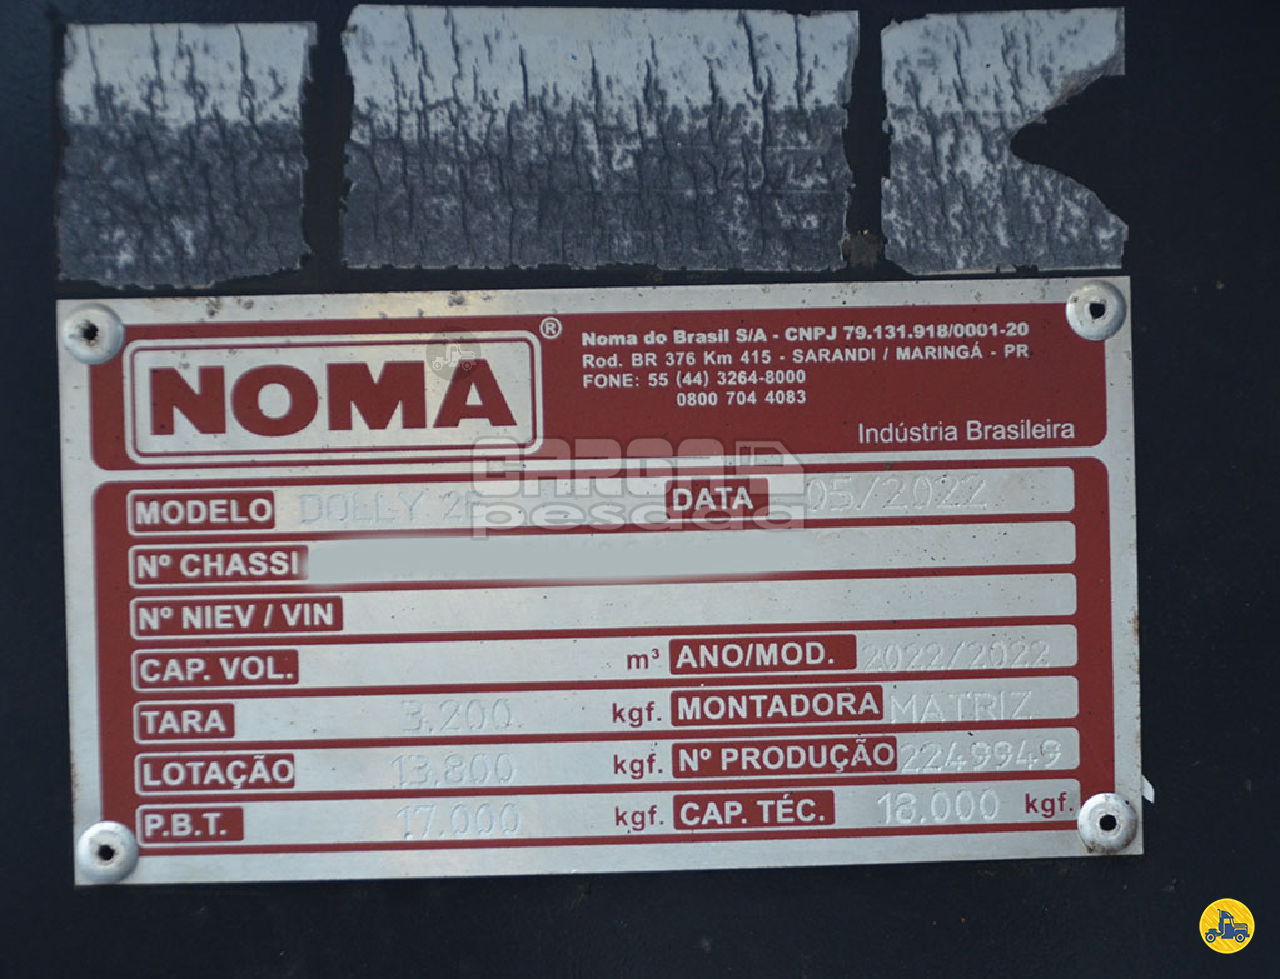 NOMA®
Noma do Brasil S/A - CNPJ 79.131.918/0001-20
Rod. BR 376 Km 415 - SARANDI / MARINGÁ - PR
FONE: 55 (44) 3264-8000
0800 704 4083
Indústria Brasileira
CARGA
pesada
MODELO DOLLY DATA 05/2022
Nº CHASSI
Nº NIEV / VIN
CAP. VOL. m³ ANO/MOD. 2022/2022
TARA 3.200 kgf. MONTADORA MATRIZ
LOTAÇÃO 13.800 kgf. Nº PRODUÇÃO 2249949
P.B.T. 17.000 kgf. CAP. TÉC. 18.000 kgf.